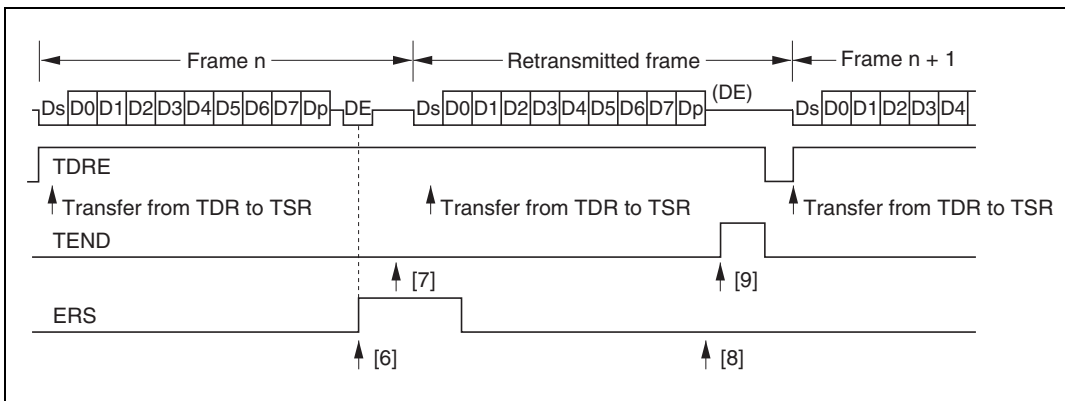 Frame n Retransmitted frame Frame n + 1
Ds D0 D1 D2 D3 D4 D5 D6 D7 Dp DE Ds D0 D1 D2 D3 D4 D5 D6 D7 Dp (DE) Ds D0 D1 D2 D3 D4
TDRE
Transfer from TDR to TSR Transfer from TDR to TSR Transfer from TDR to TSR
TEND
[7] [9]
ERS
[6] [8]